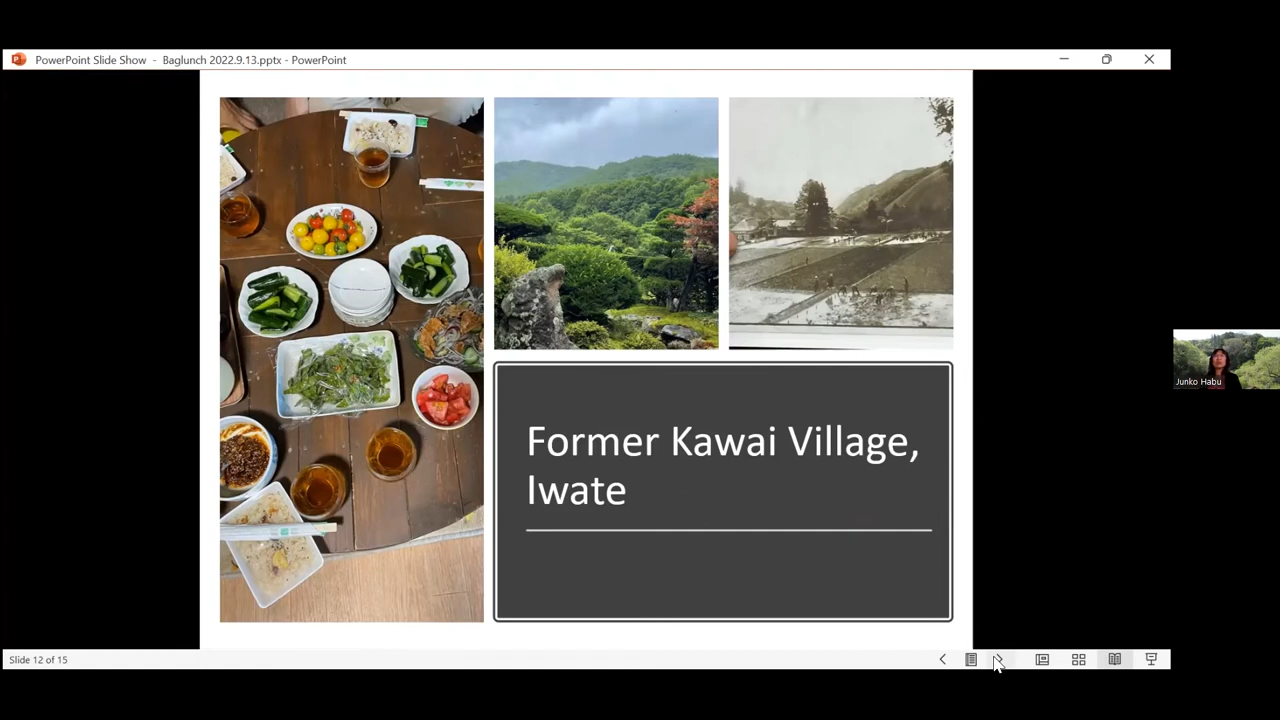 PowerPoint Slide Show - Baglunch 2022.9.13.pptx - PowerPoint
Former Kawai Village,
Iwate
Junko Habu
Slide 12 of 15